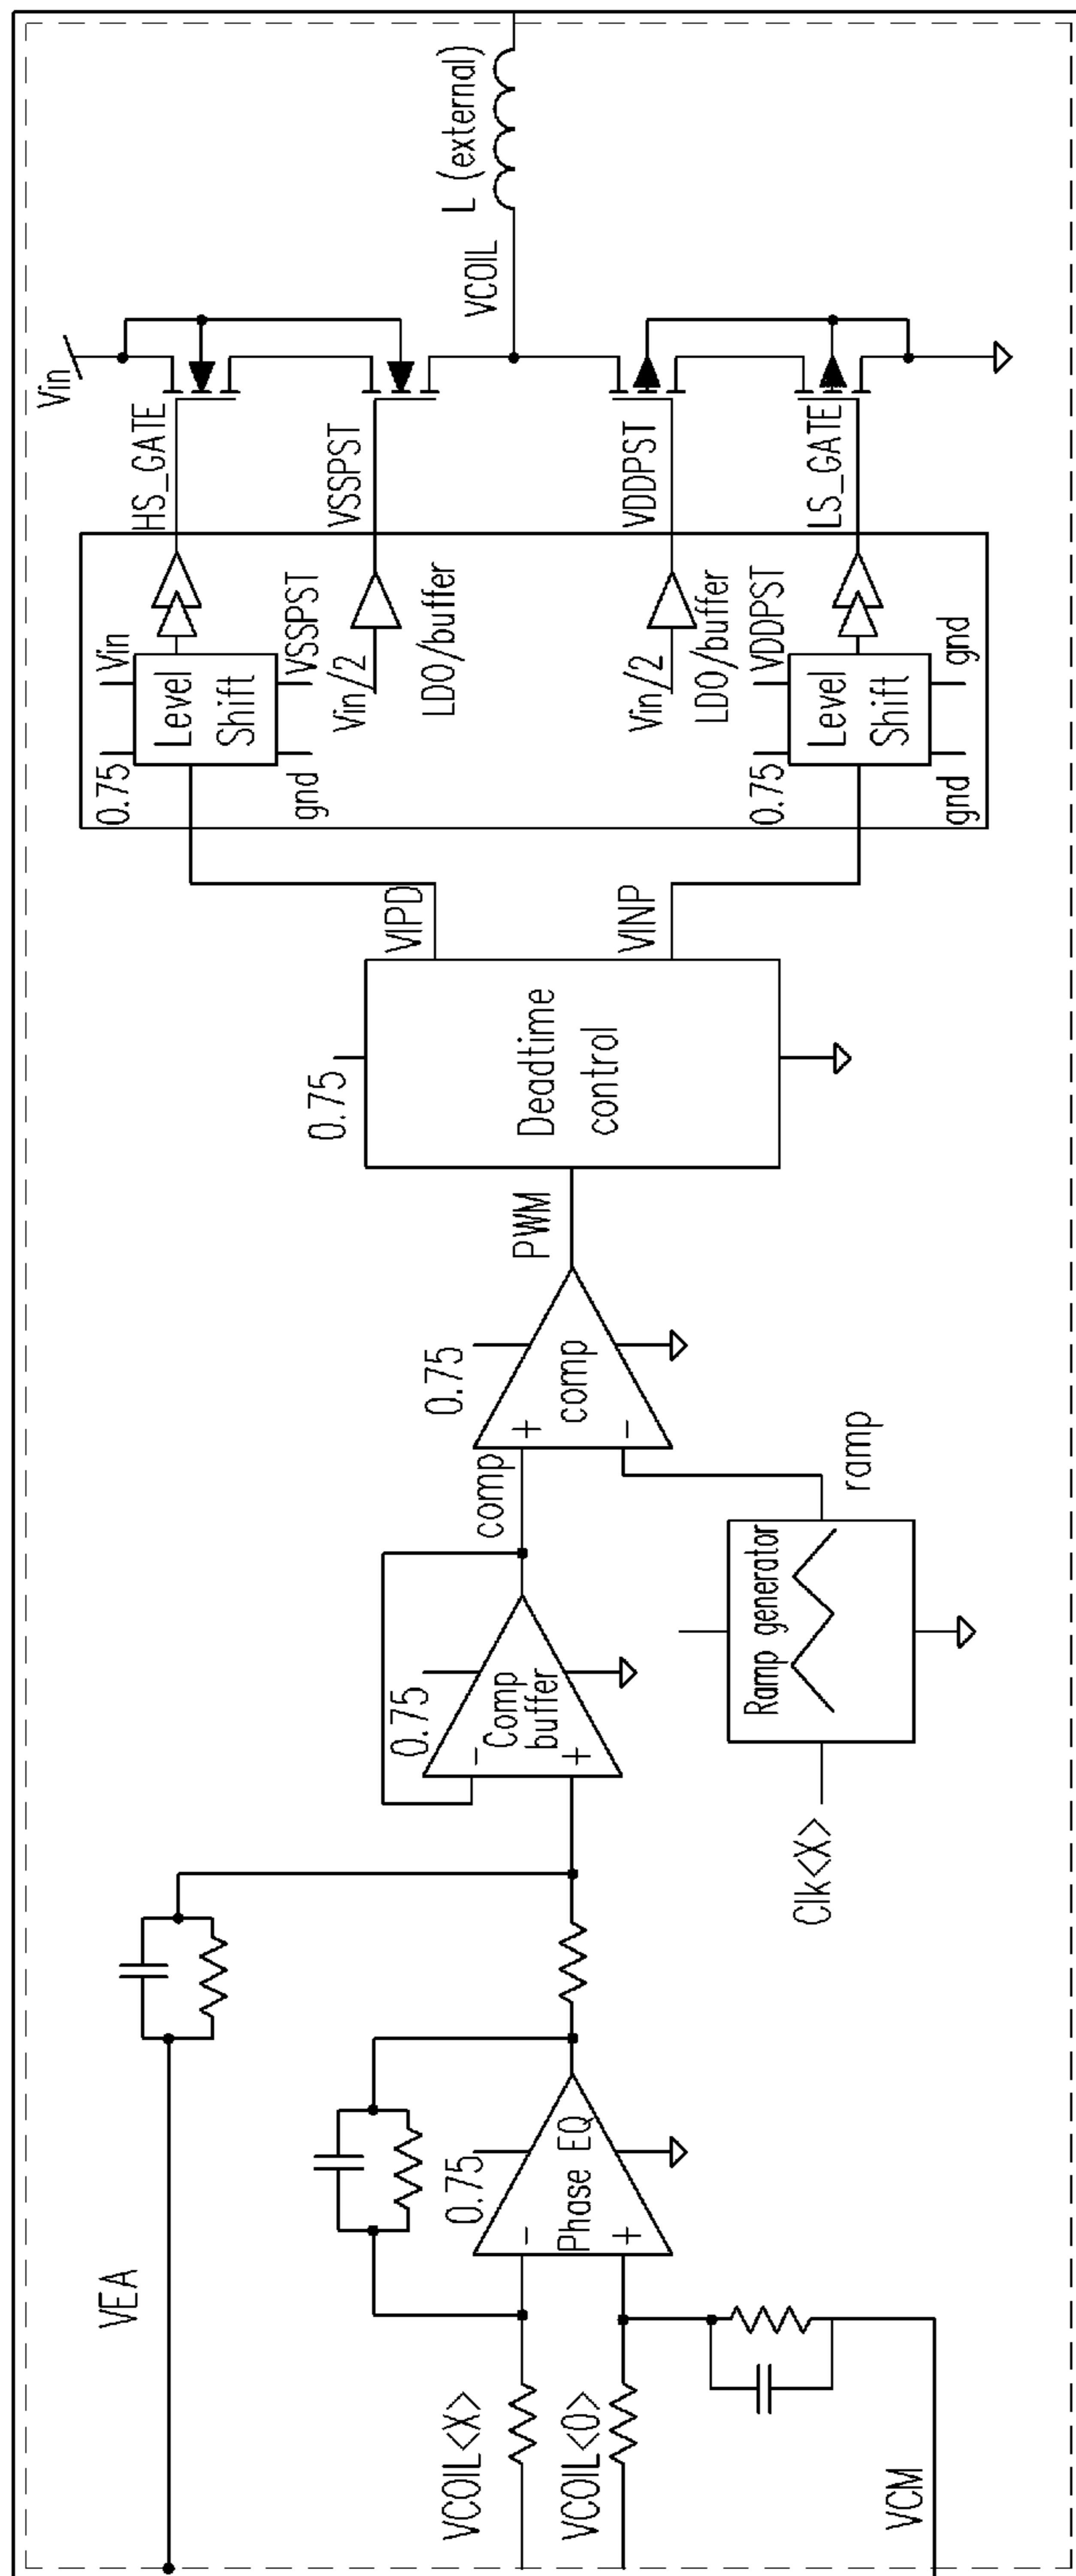 VEA
VCOIL<X>
VCOIL<0>
VCM
0.75
Phase EQ
0.75
Comp
buffer
Clk<X>
Ramp generator
ramp
comp
0.75
comp
PWM
0.75
Deadtime
control
VIPD
VINP
0.75
Vin
Level
Shift
gnd
VSSPST
Vin/2
LDO/buffer
Vin/2
LDO/buffer
0.75
VDDPST
Level
Shift
gnd
gnd
HS_GATE
VSSPST
VDDPST
LS_GATE
Vin
VCOIL
L (external)